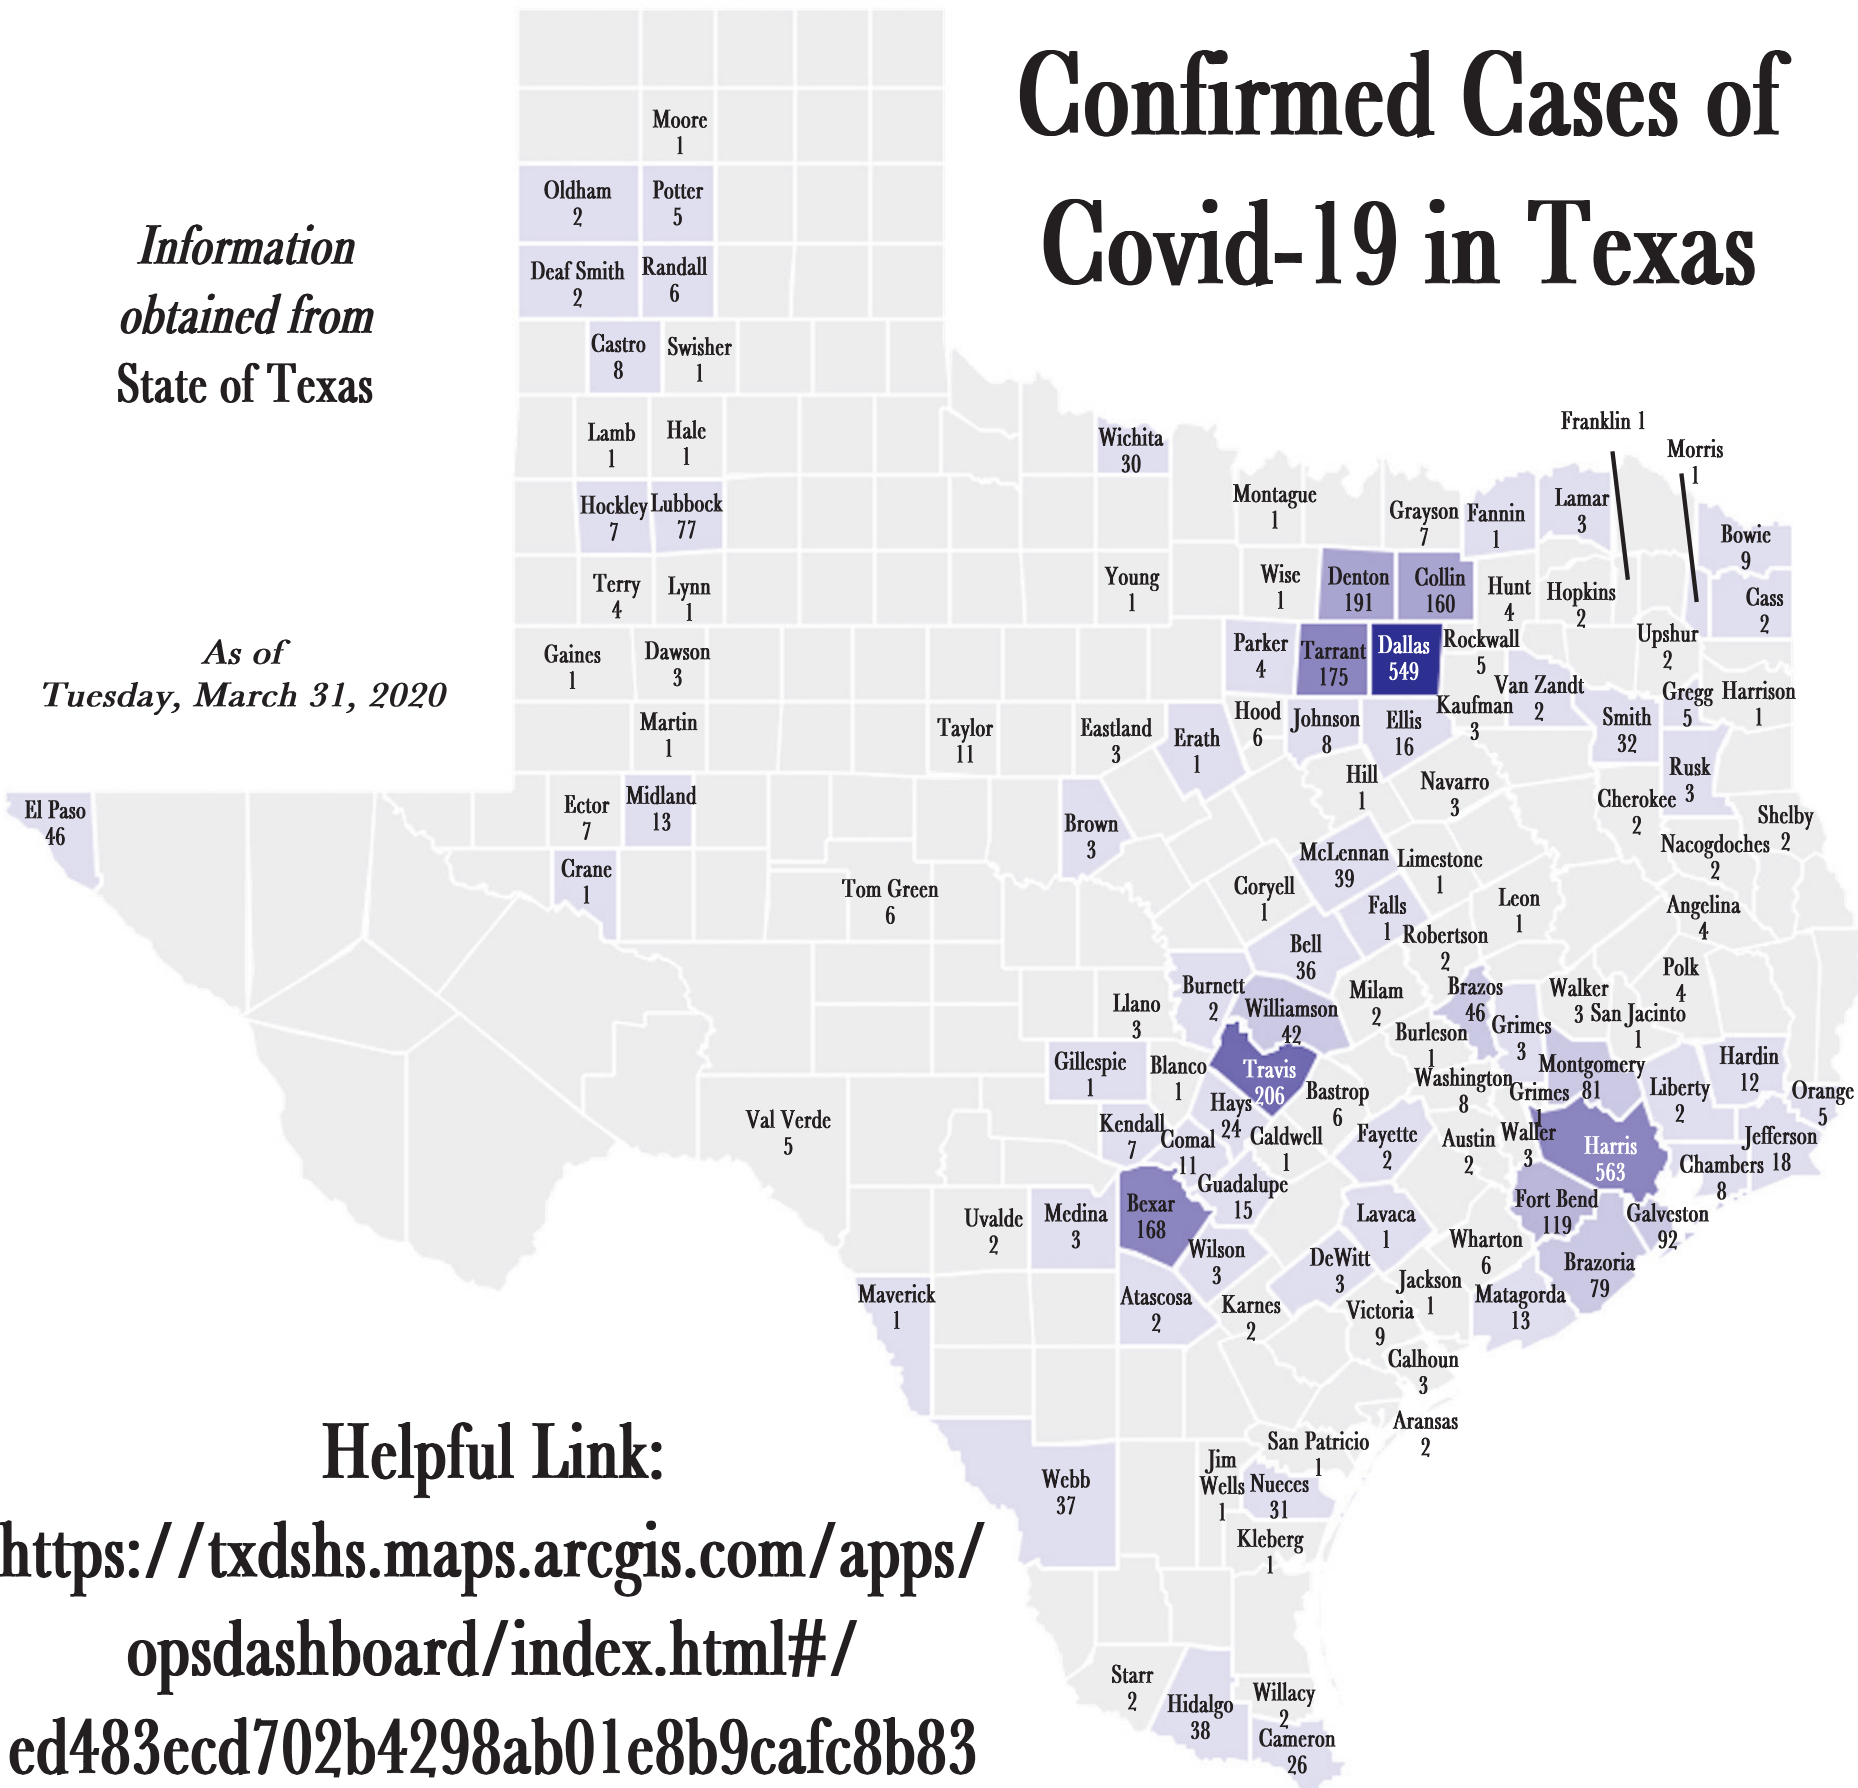 Confirmed Cases of
Covid-19 in Texas
Information
obtained from
State of Texas
As of
Tuesday, March 31, 2020
Moore
1
Oldham
2
Potter
5
Deaf Smith
2
Randall
6
Castro
8
Swisher
1
Lamb
1
Hale
1
Hockley
7
Lubbock
77
Terry
4
Lynn
1
Gaines
1
Dawson
3
Martin
1
Ector
7
Midland
13
Crane
1
El Paso
46
Wichita
30
Montague
1
Grayson
7
Fannin
1
Lamar
3
Franklin 1
Morris
1
Bowie
9
Cass
2
Young
1
Wise
1
Denton
191
Collin
160
Hunt
4
Hopkins
2
Parker
4
Tarrant
175
Dallas
549
Rockwall
5
Upshur
2
Van Zandt
2
Gregg
5
Harrison
1
Taylor
11
Eastland
3
Erath
1
Hood
6
Johnson
8
Ellis
16
Kaufman
3
Smith
32
Rusk
3
Hill
1
Navarro
3
Cherokee
2
Shelby
2
Nacogdoches
2
Brown
3
Tom Green
6
McLennan
39
Limestone
1
Coryell
1
Falls
1
Leon
1
Angelina
4
Bell
36
Robertson
2
Burnett
2
Williamson
42
Milam
2
Brazos
46
Walker
3
Polk
4
Llano
3
Burleson
1
Grimes
3
San Jacinto
1
Gillespie
1
Blanco
1
Travis
206
Bastrop
6
Washington
8
Grimes
1
Montgomery
81
Liberty
2
Hardin
12
Orange
5
Val Verde
5
Kendall
7
Comal
11
Hays
24
Caldwell
1
Fayette
2
Austin
2
Waller
3
Harris
563
Chambers
8
Jefferson
18
Uvalde
2
Medina
3
Bexar
168
Guadalupe
15
Lavaca
1
Fort Bend
119
Galveston
92
Wilson
3
DeWitt
3
Wharton
6
Brazoria
79
Maverick
1
Atascosa
2
Karnes
2
Victoria
9
Jackson
1
Matagorda
13
Calhoun
3
Aransas
2
Webb
37
Jim
Wells
1
San Patricio
1
Nueces
31
Kleberg
1
Starr
2
Hidalgo
38
Willacy
2
Cameron
26
Helpful Link:
https://txdshs.maps.arcgis.com/apps/
opsdashboard/index.html#/
ed483ecd702b4298ab01e8b9cafc8b83